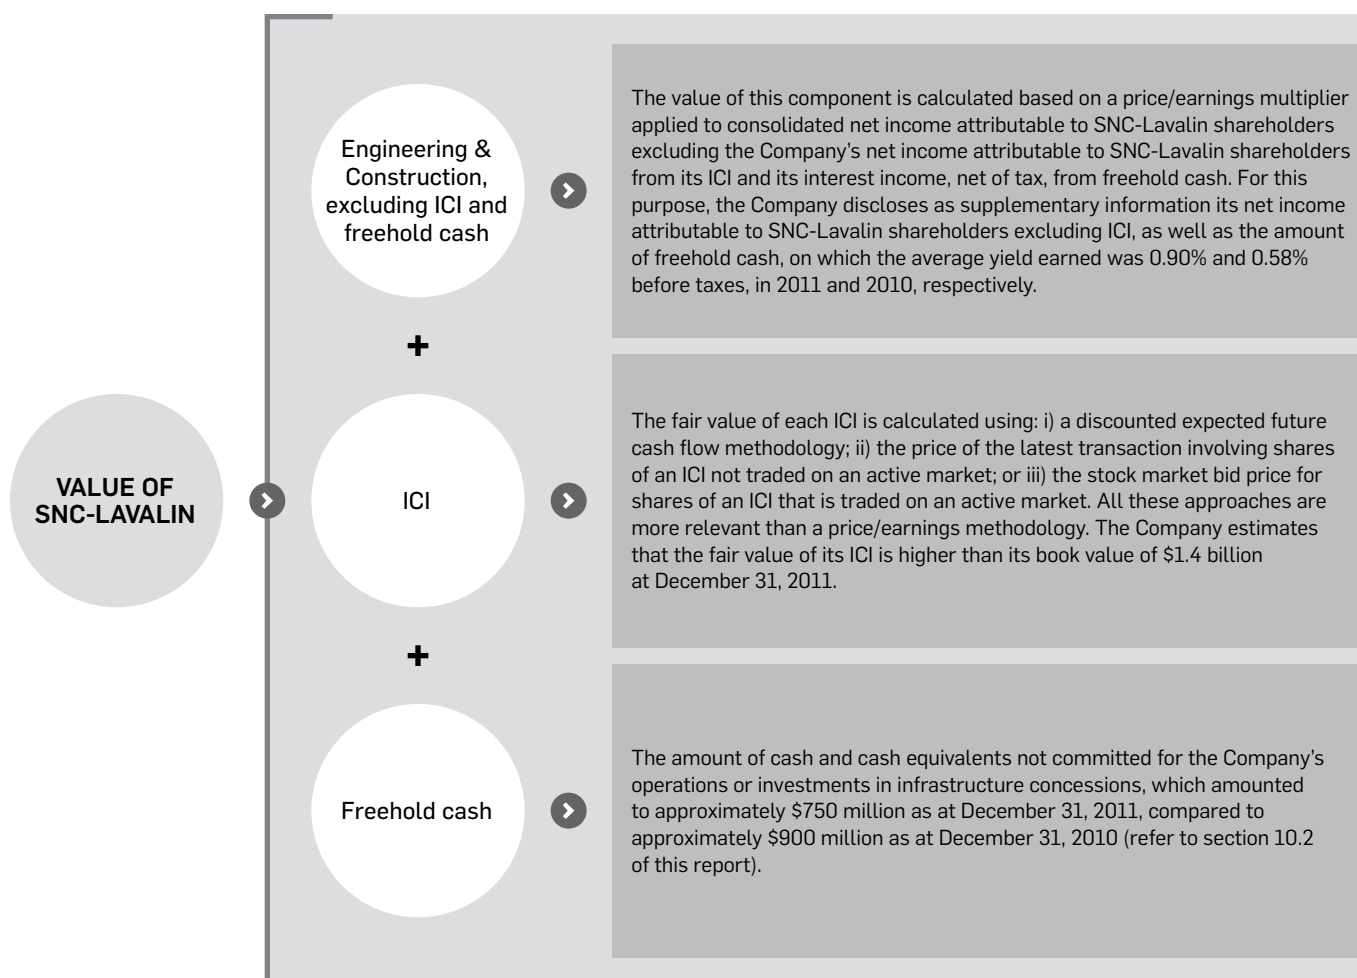 VALUE OF
SNC-LAVALIN
Engineering &
Construction,
excluding ICI and
freehold cash
The value of this component is calculated based on a price/earnings multiplier
applied to consolidated net income attributable to SNC-Lavalin shareholders
excluding the Company's net income attributable to SNC-Lavalin shareholders
from its ICI and its interest income, net of tax, from freehold cash. For this
purpose, the Company discloses as supplementary information its net income
attributable to SNC-Lavalin shareholders excluding ICI, as well as the amount
of freehold cash, on which the average yield earned was 0.90% and 0.58%
before taxes, in 2011 and 2010, respectively.
+
ICI
The fair value of each ICI is calculated using: i) a discounted expected future
cash flow methodology; ii) the price of the latest transaction involving shares
of an ICI not traded on an active market; or iii) the stock market bid price for
shares of an ICI that is traded on an active market. All these approaches are
more relevant than a price/earnings methodology. The Company estimates
that the fair value of its ICI is higher than its book value of $1.4 billion
at December 31, 2011.
+
Freehold cash
The amount of cash and cash equivalents not committed for the Company's
operations or investments in infrastructure concessions, which amounted
to approximately $750 million as at December 31, 2011, compared to
approximately $900 million as at December 31, 2010 (refer to section 10.2
of this report).